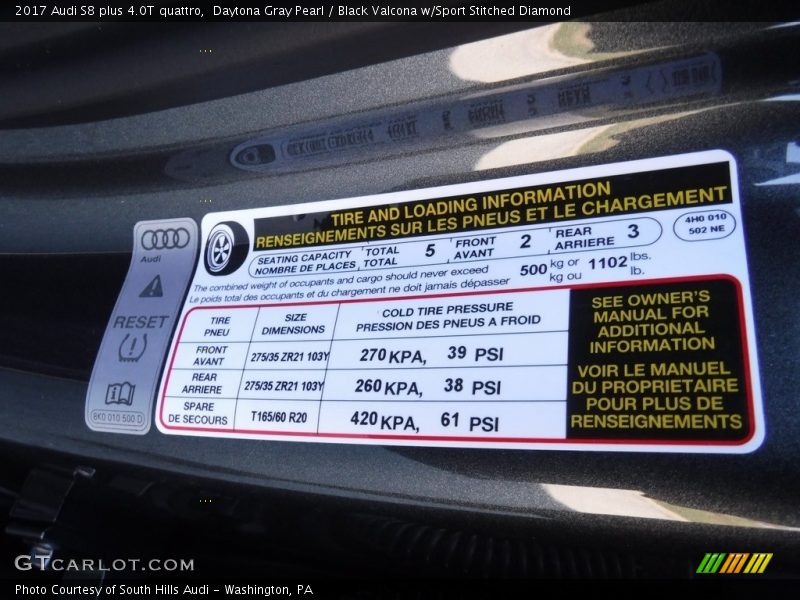 2017 Audi S8 plus 4.0T quattro, Daytona Gray Pearl / Black Valcona w/Sport Stitched Diamond
TIRE AND LOADING INFORMATION
RENSEIGNEMENTS SUR LES PNEUS ET LE CHARGEMENT
SEATING CAPACITY TOTAL 5 FRONT 2 REAR 3
NOMBRE DE PLACES TOTAL AVANT ARRIERE
4H0 010
502 NE
The combined weight of occupants and cargo should never exceed 500 kg or 1102 lbs.
Le poids total des occupants et du chargement ne doit jamais dépasser kg ou lb.
Audi
RESET
8K0 010 500 D
TIRE SIZE COLD TIRE PRESSURE
PNEU DIMENSIONS PRESSION DES PNEUS A FROID
FRONT
AVANT 275/35 ZR21 103Y 270 KPA, 39 PSI
REAR
ARRIERE 275/35 ZR21 103Y 260 KPA, 38 PSI
SPARE
DE SECOURS T165/60 R20 420 KPA, 61 PSI
SEE OWNER'S
MANUAL FOR
ADDITIONAL
INFORMATION
VOIR LE MANUEL
DU PROPRIETAIRE
POUR PLUS DE
RENSEIGNEMENTS
GTCARLOT.COM
Photo Courtesy of South Hills Audi - Washington, PA